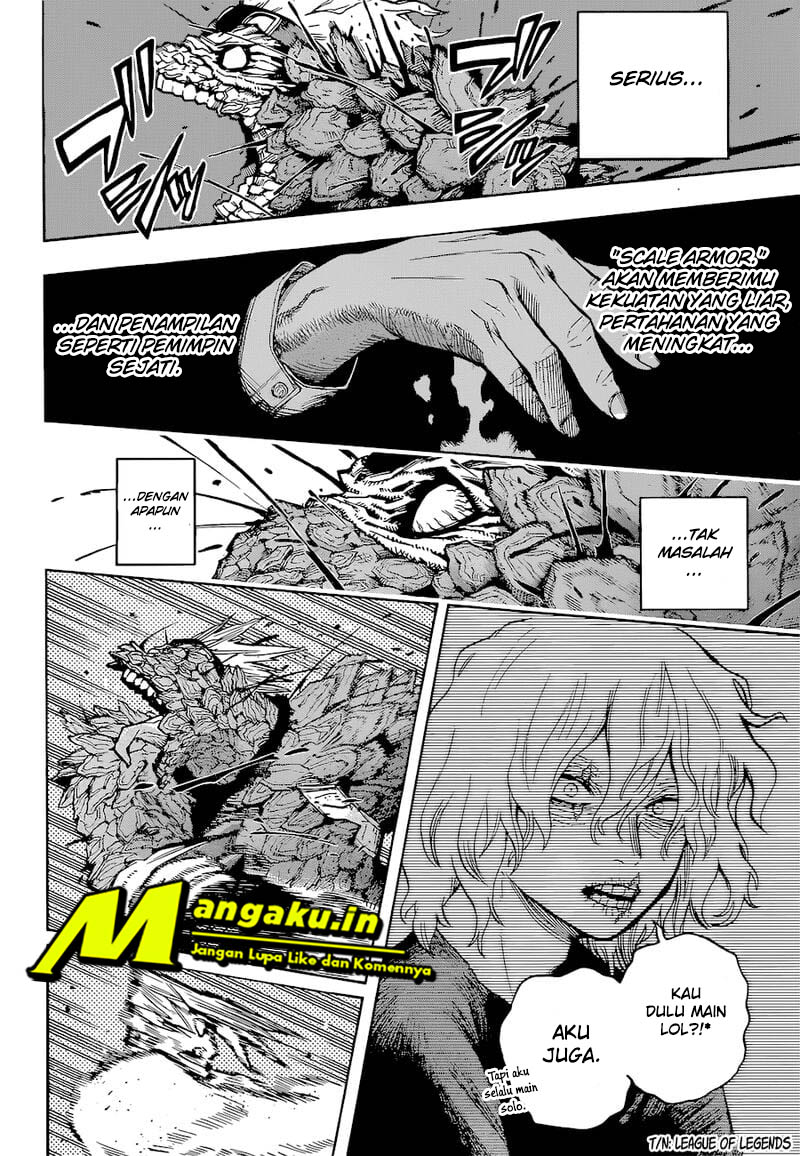 SERIUS...
"SCALE ARMOR."
AKAN MEMBERIMU
KEKUATAN YANG LIAR,
PERTAHANAN YANG
MENINGKAT...
...DAN PENAMPILAN
SEPERTI PEMIMPIN
SEJATI.
...TAK
MASALAH
...
...DENGAN
APAPUN
...
KAU
DULU MAIN
LOL?!*
AKU
JUGA.
Tapi aku
selalu main
solo.
Mangaku.in
Jangan Lupa Like dan Komennya
T/N: LEAGUE OF LEGENDS